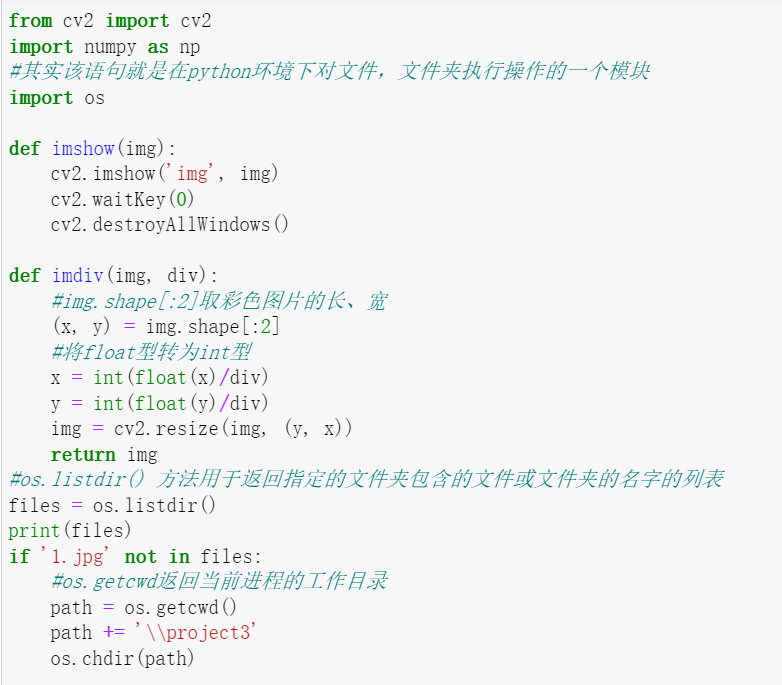 from cv2 import cv2
import numpy as np
#其实该语句就是在python环境下对文件，文件夹执行操作的一个模块
import os

def imshow(img):
    cv2.imshow('img', img)
    cv2.waitKey(0)
    cv2.destroyAllWindows()

def imdiv(img, div):
    #img.shape[:2]取彩色图片的长、宽
    (x, y) = img.shape[:2]
    #将float型转为int型
    x = int(float(x)/div)
    y = int(float(y)/div)
    img = cv2.resize(img, (y, x))
    return img
#os.listdir() 方法用于返回指定的文件夹包含的文件或文件夹的名字的列表
files = os.listdir()
print(files)
if '1.jpg' not in files:
    #os.getcwd返回当前进程的工作目录
    path = os.getcwd()
    path += '\\project3'
    os.chdir(path)